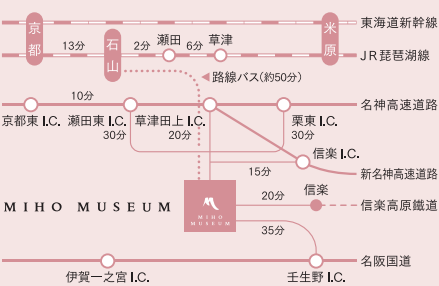 京都
石山
米原
東海道新幹線
13分
2分
瀬田
6分
草津
JR琵琶湖線
路線バス(約50分)
10分
名神高速道路
京都東 I.C.
瀬田東 I.C.
草津田上 I.C.
栗東 I.C.
30分
20分
30分
信楽 I.C.
15分
新名神高速道路
MIHO MUSEUM
MIHO
MUSEUM
20分
信楽
信楽高原鐵道
35分
名阪国道
伊賀一之宮 I.C.
壬生野 I.C.